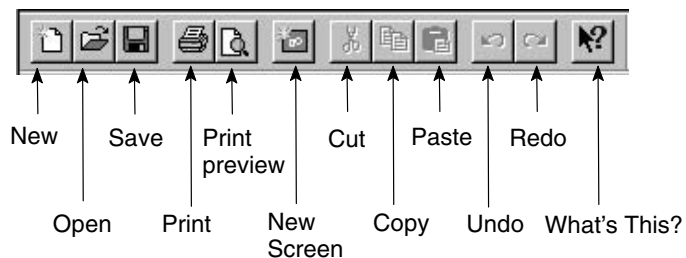 New
Save
Print
preview
Cut
Paste
Redo
Open
Print
New
Screen
Copy
Undo
What's This?